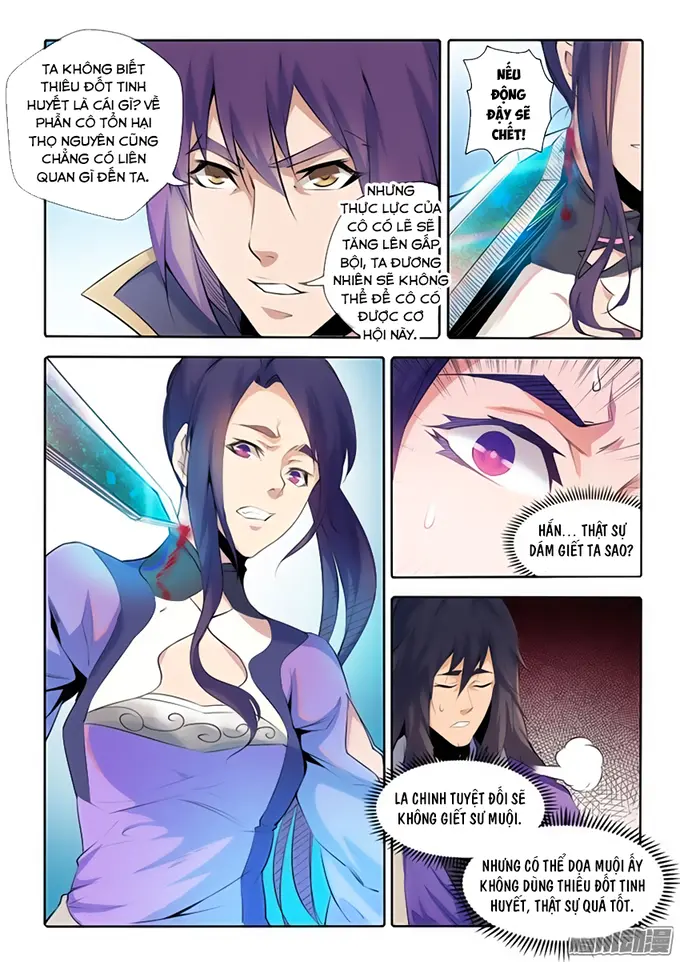 TA KHÔNG BIẾT
THIÊU ĐỐT TINH
HUYẾT LÀ CÁI GÌ? VỀ
PHẦN CÔ TỔN HẠI
THỌ NGUYÊN CŨNG
CHẲNG CÓ LIÊN
QUAN GÌ ĐẾN TA.
NHƯNG
THỰC LỰC CỦA
CÔ CÓ LẼ SẼ
TĂNG LÊN GẤP
BỘI, TA ĐƯƠNG
NHIÊN SẼ KHÔNG
THỂ ĐỂ CÔ CÓ
ĐƯỢC CƠ
HỘI NÀY.
NẾU
ĐỘNG
ĐẬY SẼ
CHẾT!
HẮN... THẬT SỰ
DÁM GIẾT TA SAO?
LA CHINH TUYỆT ĐỐI SẼ
KHÔNG GIẾT SƯ MUỘI.
NHƯNG CÓ THỂ DỌA MUỘI ẤY
KHÔNG DÙNG THIÊU ĐỐT TINH
HUYẾT, THẬT SỰ QUÁ TỐT.